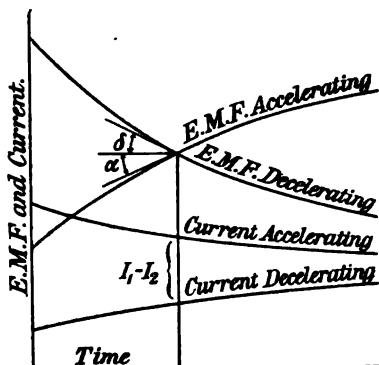 E.M.F. and Current.
E.M.F. Accelerating
δ
α
E.M.F. Decelerating
Current Accelerating
I₁-I₂
Current Decelerating
Time